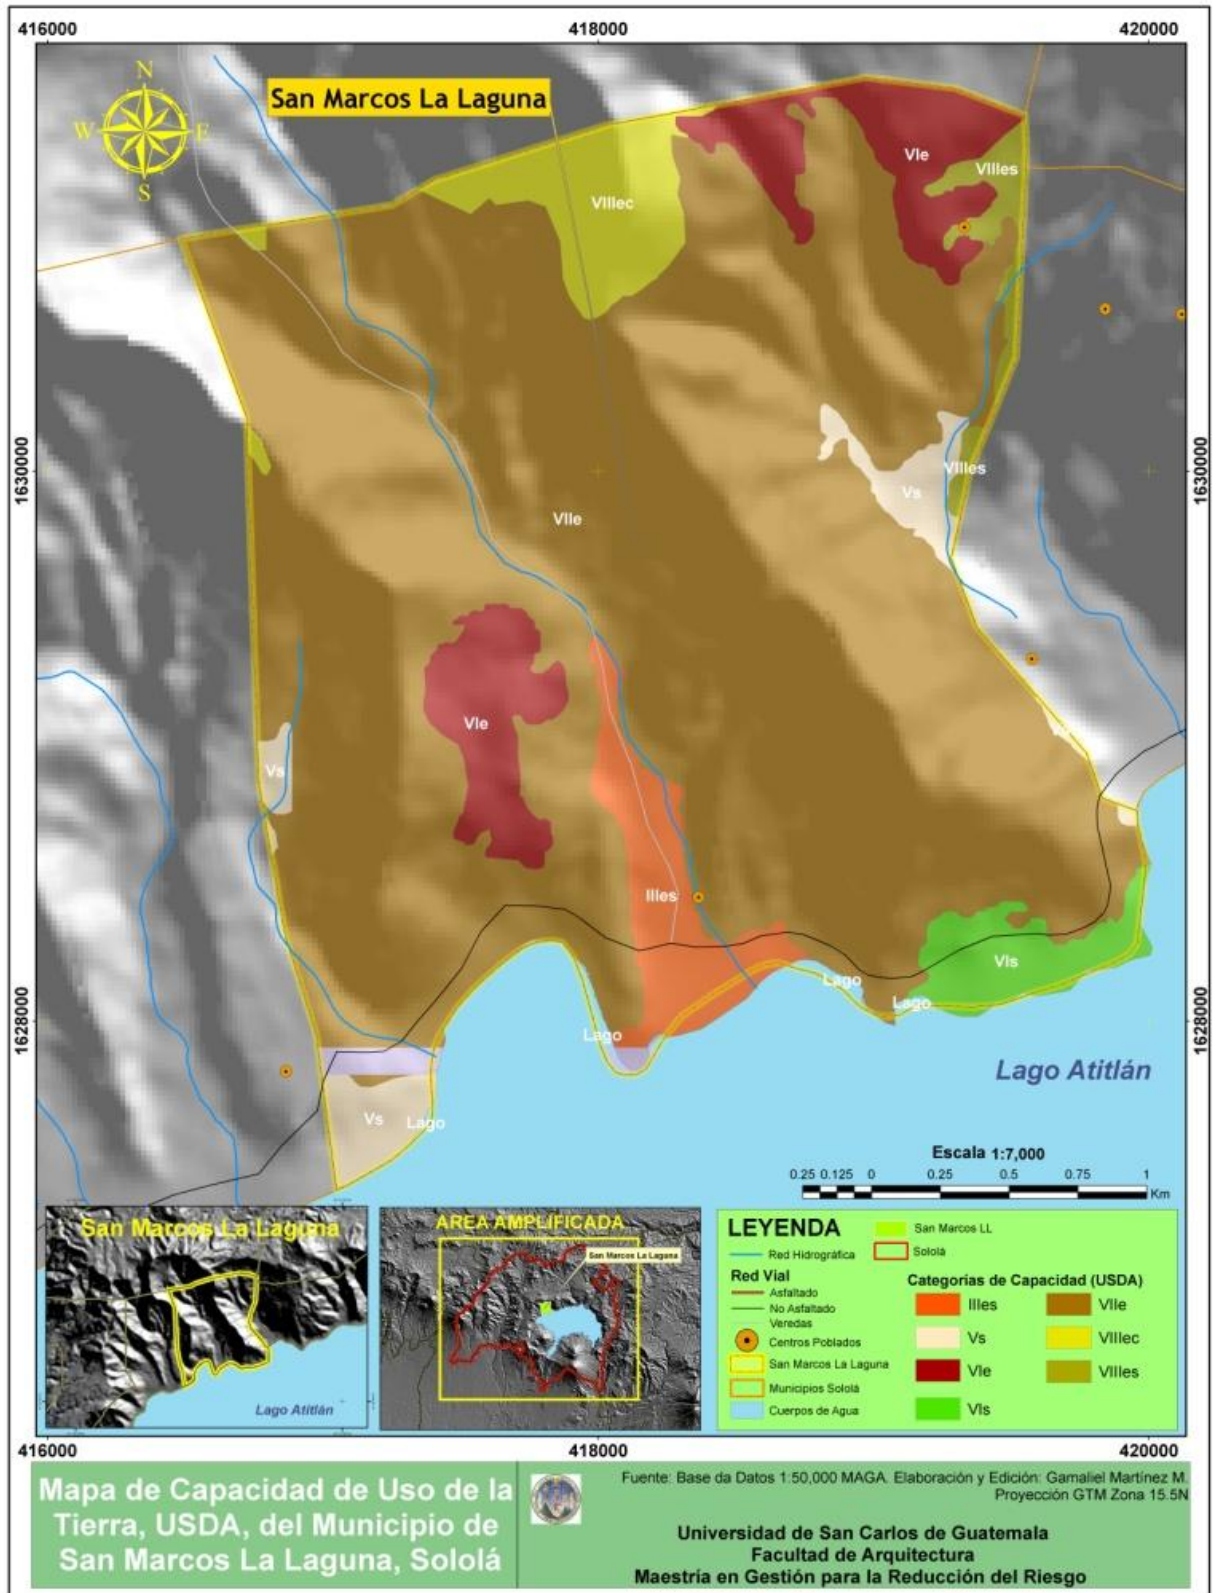 416000
418000
420000
N
W
E
S
San Marcos La Laguna
VIe
VIIIes
VIIIec
1630000
1630000
VIIIes
Vs
VIIe
VIe
Vs
IIIes
VIs
Lago
Lago
1628000
1628000
Lago
Lago Atitlán
Vs
Lago
Escala 1:7,000
0.25 0.125 0 0.25 0.5 0.75 1
Km
San Marcos La Laguna
Lago Atitlán
AREA AMPLIFICADA
San Marcos La Laguna
LEYENDA
San Marcos LL
Red Hidrográfica
Sololá
Red Vial
Asfaltado
No Asfaltado
Veredas
Centros Poblados
San Marcos La Laguna
Municipios Sololá
Cuerpos de Agua
Categorías de Capacidad (USDA)
IIIes
VIIe
Vs
VIIIec
VIe
VIIIes
VIs
416000
418000
420000
Mapa de Capacidad de Uso de la
Tierra, USDA, del Municipio de
San Marcos La Laguna, Sololá
Fuente: Base da Datos 1:50,000 MAGA. Elaboración y Edición: Gamaliel Martínez M.
Proyección GTM Zona 15.5N
Universidad de San Carlos de Guatemala
Facultad de Arquitectura
Maestría en Gestión para la Reducción del Riesgo